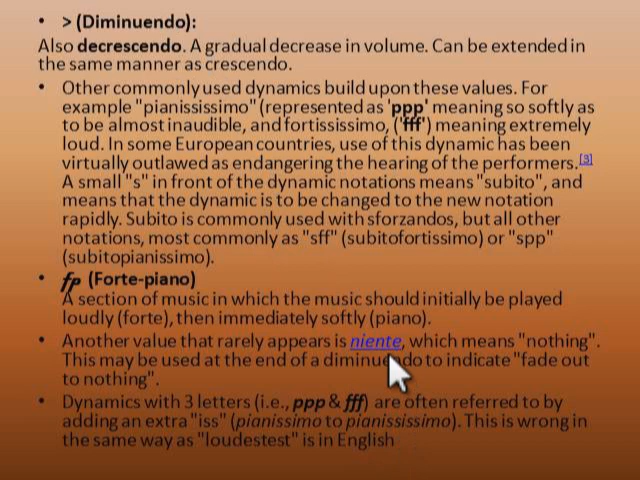 • > (Diminuendo):
Also decrescendo. A gradual decrease in volume. Can be extended in
the same manner as crescendo.
• Other commonly used dynamics build upon these values. For
example "pianississimo" (represented as 'ppp' meaning so softly as
to be almost inaudible, and fortississimo, ('fff') meaning extremely
loud. In some European countries, use of this dynamic has been
virtually outlawed as endangering the hearing of the performers.[3]
A small "s" in front of the dynamic notations means "subito", and
means that the dynamic is to be changed to the new notation
rapidly. Subito is commonly used with sforzandos, but all other
notations, most commonly as "sff" (subitofortissimo) or "spp"
(subitopianissimo).
• fp (Forte-piano)
A section of music in which the music should initially be played
loudly (forte), then immediately softly (piano).
• Another value that rarely appears is niente, which means "nothing".
This may be used at the end of a diminuendo to indicate "fade out
to nothing".
• Dynamics with 3 letters (i.e., ppp & fff) are often referred to by
adding an extra "iss" (pianissimo to pianississimo). This is wrong in
the same way as "loudestest" is in English